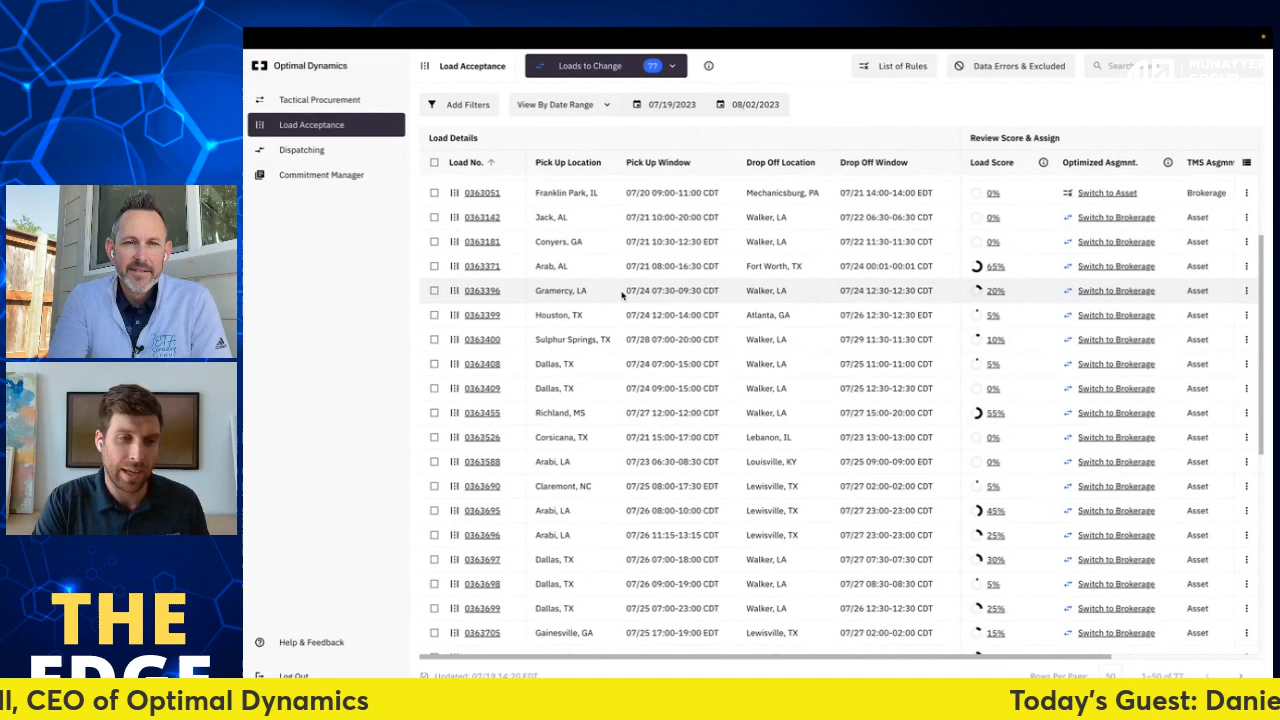 Optimal Dynamics
Load Acceptance
Loads to Change
77
List of Rules
Data Errors & Excluded
Search
MUNAYYER
GROUP
Tactical Procurement
Load Acceptance
Dispatching
Commitment Manager
Add Filters
View By Date Range
07/19/2023
08/02/2023
Load Details
Review Score & Assign
Load No. Pick Up Location Pick Up Window Drop Off Location Drop Off Window Load Score Optimized Asgmnt. TMS Asgmnt
0363051 Franklin Park, IL 07/20 09:00-11:00 CDT Mechanicsburg, PA 07/21 14:00-14:00 EDT 0% Switch to Asset Brokerage
0363142 Jack, AL 07/21 10:00-20:00 CDT Walker, LA 07/22 06:30-06:30 CDT 0% Switch to Brokerage Asset
0363181 Conyers, GA 07/21 10:30-12:30 EDT Walker, LA 07/22 11:30-11:30 CDT 0% Switch to Brokerage Asset
0363371 Arab, AL 07/21 08:00-16:30 CDT Fort Worth, TX 07/24 00:01-00:01 CDT 65% Switch to Brokerage Asset
0363396 Gramercy, LA 07/24 07:30-09:30 CDT Walker, LA 07/24 12:30-12:30 CDT 20% Switch to Brokerage Asset
0363399 Houston, TX 07/24 12:00-14:00 CDT Atlanta, GA 07/26 12:30-12:30 EDT 5% Switch to Brokerage Asset
0363400 Sulphur Springs, TX 07/28 07:00-20:00 CDT Walker, LA 07/29 11:30-11:30 CDT 10% Switch to Brokerage Asset
0363408 Dallas, TX 07/24 07:00-15:00 CDT Walker, LA 07/25 11:00-11:00 CDT 5% Switch to Brokerage Asset
0363409 Dallas, TX 07/24 09:00-15:00 CDT Walker, LA 07/25 12:30-12:30 CDT 0% Switch to Brokerage Asset
0363455 Richland, MS 07/27 12:00-12:00 CDT Walker, LA 07/27 15:00-20:00 CDT 55% Switch to Brokerage Asset
0363526 Corsicana, TX 07/21 15:00-17:00 CDT Lebanon, IL 07/23 13:00-13:00 CDT 0% Switch to Brokerage Asset
0363588 Arabi, LA 07/23 06:30-08:30 CDT Louisville, KY 07/25 09:00-09:00 EDT 0% Switch to Brokerage Asset
0363690 Claremont, NC 07/25 08:00-17:30 EDT Lewisville, TX 07/27 02:00-02:00 CDT 5% Switch to Brokerage Asset
0363695 Arabi, LA 07/26 08:00-10:00 CDT Lewisville, TX 07/27 23:00-23:00 CDT 45% Switch to Brokerage Asset
0363696 Arabi, LA 07/26 11:15-13:15 CDT Lewisville, TX 07/27 23:00-23:00 CDT 25% Switch to Brokerage Asset
0363697 Dallas, TX 07/26 07:00-18:00 CDT Walker, LA 07/27 07:30-07:30 CDT 30% Switch to Brokerage Asset
0363698 Dallas, TX 07/26 09:00-19:00 CDT Walker, LA 07/27 08:30-08:30 CDT 5% Switch to Brokerage Asset
0363699 Dallas, TX 07/25 07:00-23:00 CDT Walker, LA 07/26 12:30-12:30 CDT 25% Switch to Brokerage Asset
0363705 Gainesville, GA 07/25 17:00-19:00 EDT Lewisville, TX 07/27 02:00-02:00 CDT 15% Switch to Brokerage Asset
Help & Feedback
Log Out
Updated: 07/19 14:20 EDT
Rows Per Page: 50
1-50 of 77
THE
EDGE
ll, CEO of Optimal Dynamics
Today's Guest: Danie